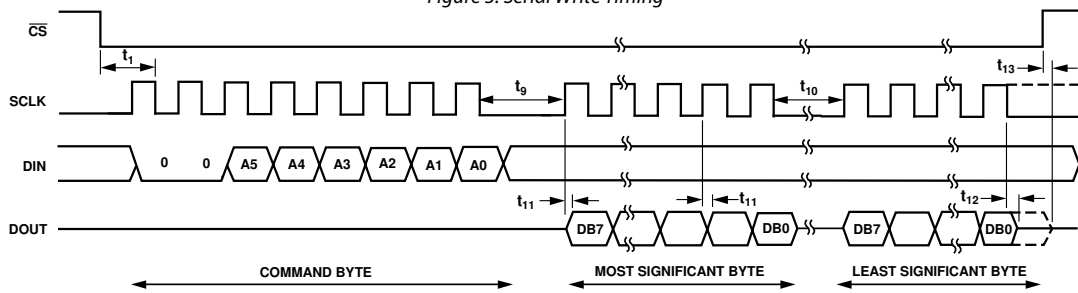 Figure 5. Serial Write Timing
CS
t1
t13
SCLK
t9
t10
DIN
0 0 A5 A4 A3 A2 A1 A0
t11
t11
t12
DOUT
DB7 DB0 DB7 DB0
COMMAND BYTE MOST SIGNIFICANT BYTE LEAST SIGNIFICANT BYTE